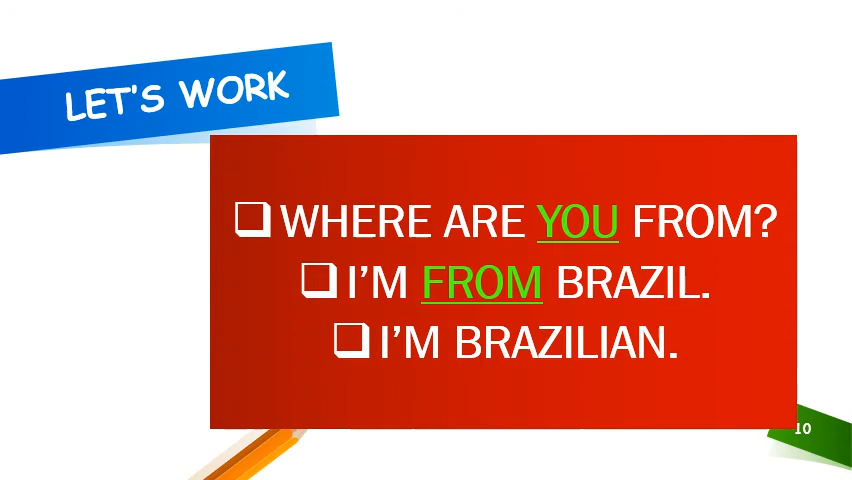 LET'S WORK
❑ WHERE ARE YOU FROM?
❑ I'M FROM BRAZIL.
❑ I'M BRAZILIAN.
10